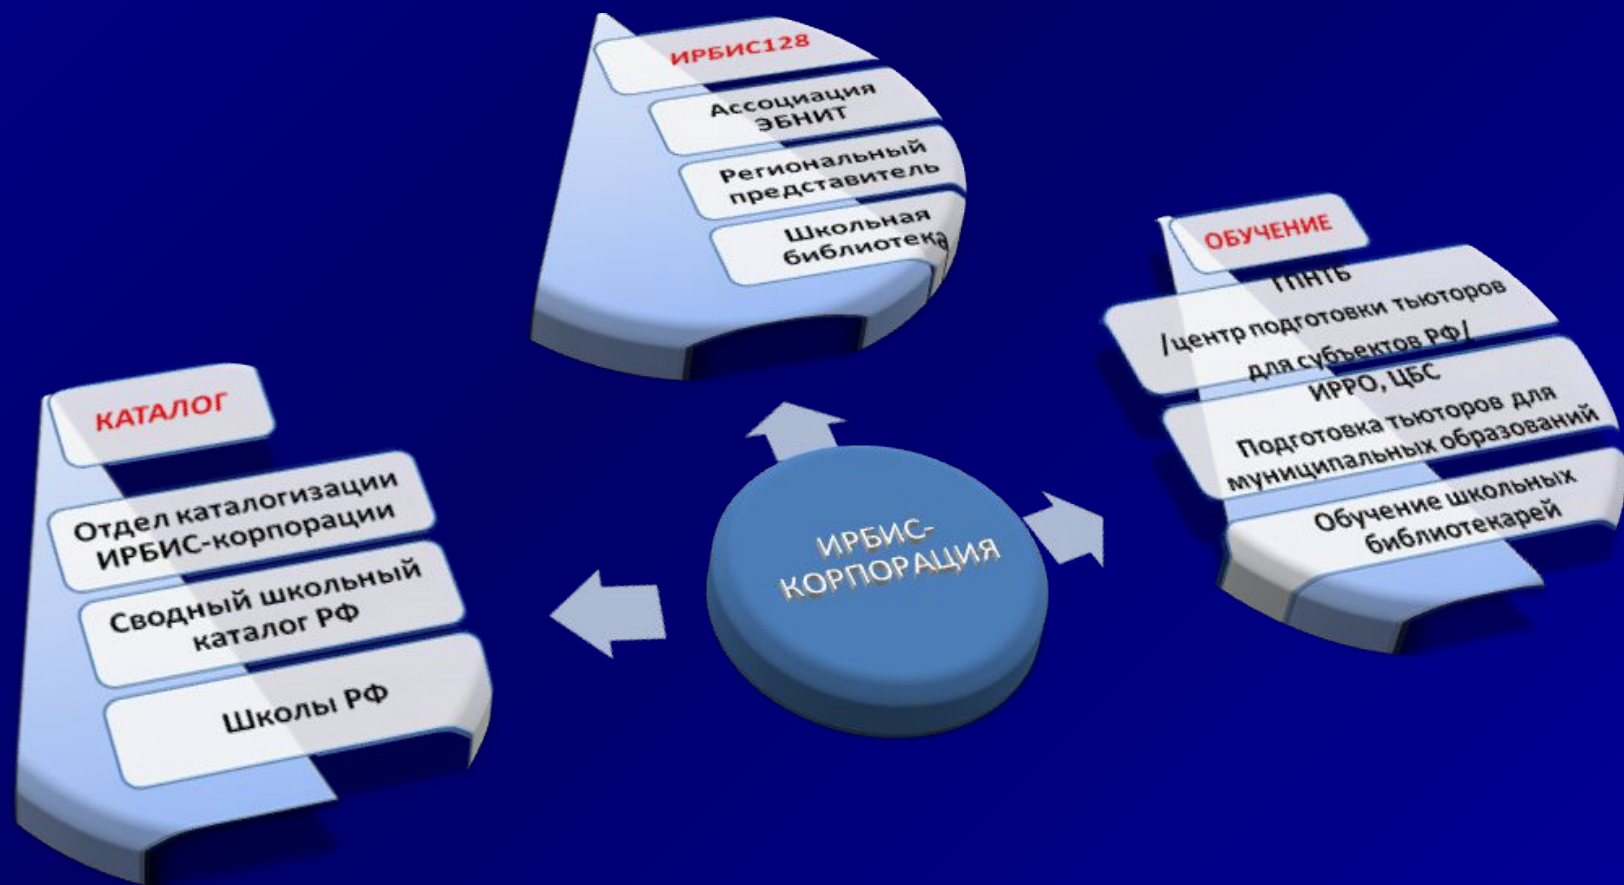 ИРБИС128
Ассоциация
ЭБНИТ
Региональный
представитель
Школьная
библиотека
ОБУЧЕНИЕ
ГПНТБ
/центр подготовки тьюторов
для субъектов РФ/
ИРРО, ЦБС
Подготовка тьюторов для
муниципальных образований
Обучение школьных
библиотекарей
КАТАЛОГ
Отдел каталогизации
ИРБИС-корпорации
Сводный школьный
каталог РФ
Школы РФ
ИРБИС-
КОРПОРАЦИЯ